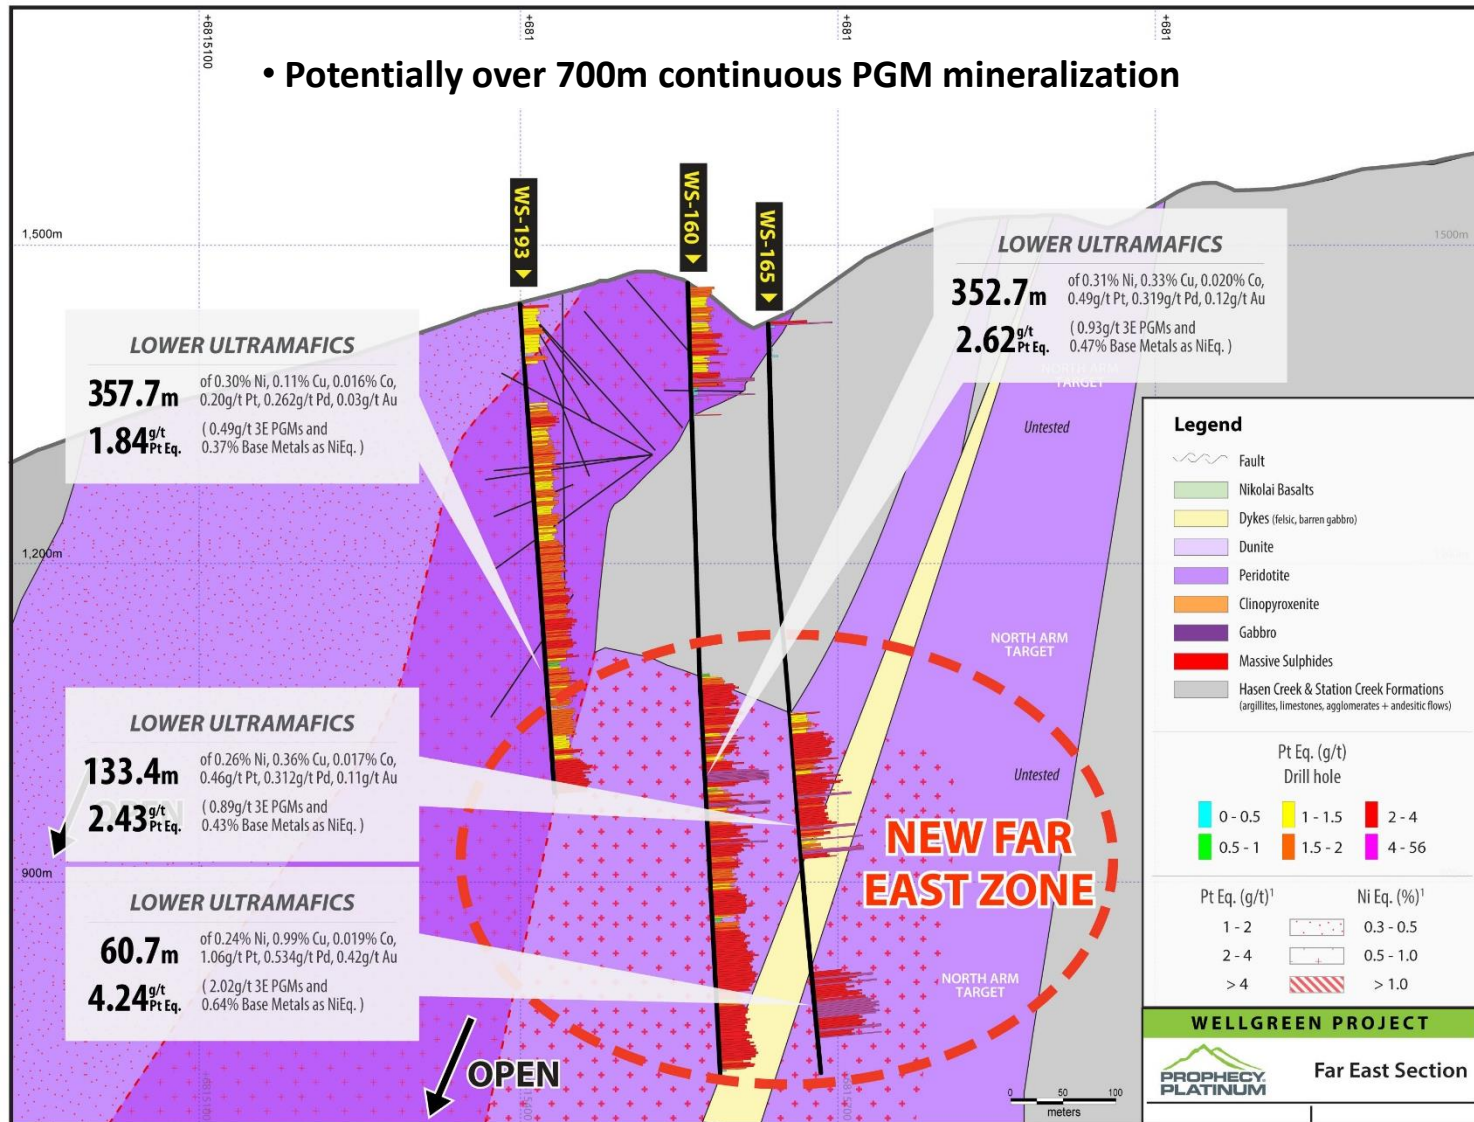 +6815100
+681
+681
+681
• Potentially over 700m continuous PGM mineralization
WS-193
WS-160
WS-165
1,500m
1500m
1,200m
900m
LOWER ULTRAMAFICS
352.7m
of 0.31% Ni, 0.33% Cu, 0.020% Co,
0.49g/t Pt, 0.319g/t Pd, 0.12g/t Au
2.62 g/t Pt Eq.
( 0.93g/t 3E PGMs and
0.47% Base Metals as NiEq. )
LOWER ULTRAMAFICS
357.7m
of 0.30% Ni, 0.11% Cu, 0.016% Co,
0.20g/t Pt, 0.262g/t Pd, 0.03g/t Au
1.84 g/t Pt Eq.
( 0.49g/t 3E PGMs and
0.37% Base Metals as NiEq. )
LOWER ULTRAMAFICS
133.4m
of 0.26% Ni, 0.36% Cu, 0.017% Co,
0.46g/t Pt, 0.312g/t Pd, 0.11g/t Au
2.43 g/t Pt Eq.
( 0.89g/t 3E PGMs and
0.43% Base Metals as NiEq. )
OPEN
LOWER ULTRAMAFICS
60.7m
of 0.24% Ni, 0.99% Cu, 0.019% Co,
1.06g/t Pt, 0.534g/t Pd, 0.42g/t Au
4.24 g/t Pt Eq.
( 2.02g/t 3E PGMs and
0.64% Base Metals as NiEq. )
OPEN
NORTH ARM
TARGET
Untested
NORTH ARM
TARGET
Untested
NEW FAR
EAST ZONE
NORTH ARM
TARGET
0 50 100
meters
Legend
Fault
Nikolai Basalts
Dykes (felsic, barren gabbro)
Dunite
Peridotite
Clinopyroxenite
Gabbro
Massive Sulphides
Hasen Creek & Station Creek Formations
(argillites, limestones, agglomerates + andesitic flows)
Pt Eq. (g/t)
Drill hole
0 - 0.5 1 - 1.5 2 - 4
0.5 - 1 1.5 - 2 4 - 56
Pt Eq. (g/t)¹ Ni Eq. (%)¹
1 - 2 0.3 - 0.5
2 - 4 0.5 - 1.0
> 4 > 1.0
WELLGREEN PROJECT
PROPHECY
PLATINUM
Far East Section